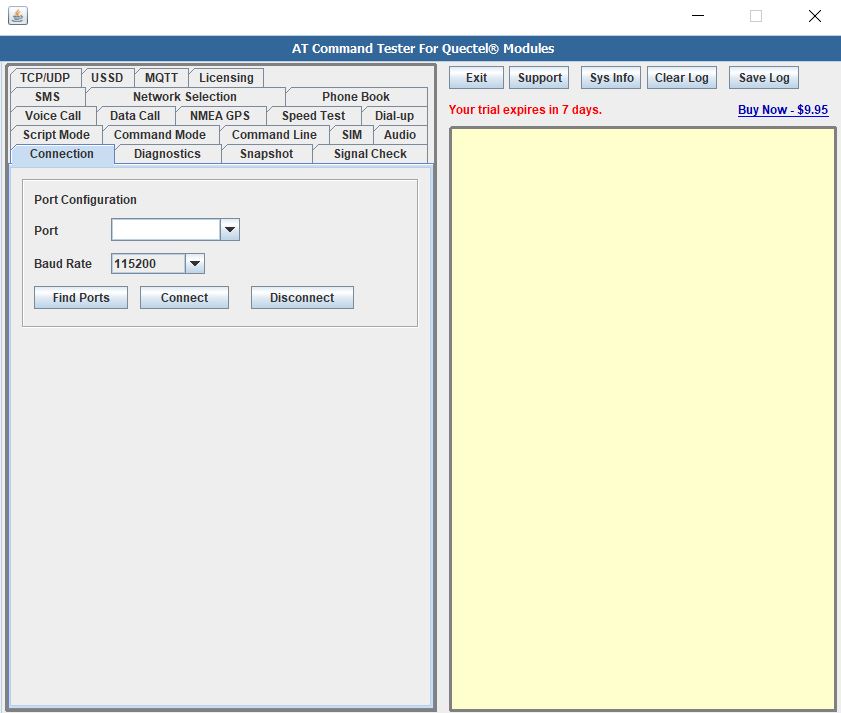 AT Command Tester For Quectel® Modules
TCP/UDP USSD MQTT Licensing
SMS Network Selection Phone Book
Voice Call Data Call NMEA GPS Speed Test Dial-up
Script Mode Command Mode Command Line SIM Audio
Connection Diagnostics Snapshot Signal Check
Port Configuration
Port
Baud Rate 115200
Find Ports Connect Disconnect
Exit Support Sys Info Clear Log Save Log
Your trial expires in 7 days. Buy Now - $9.95